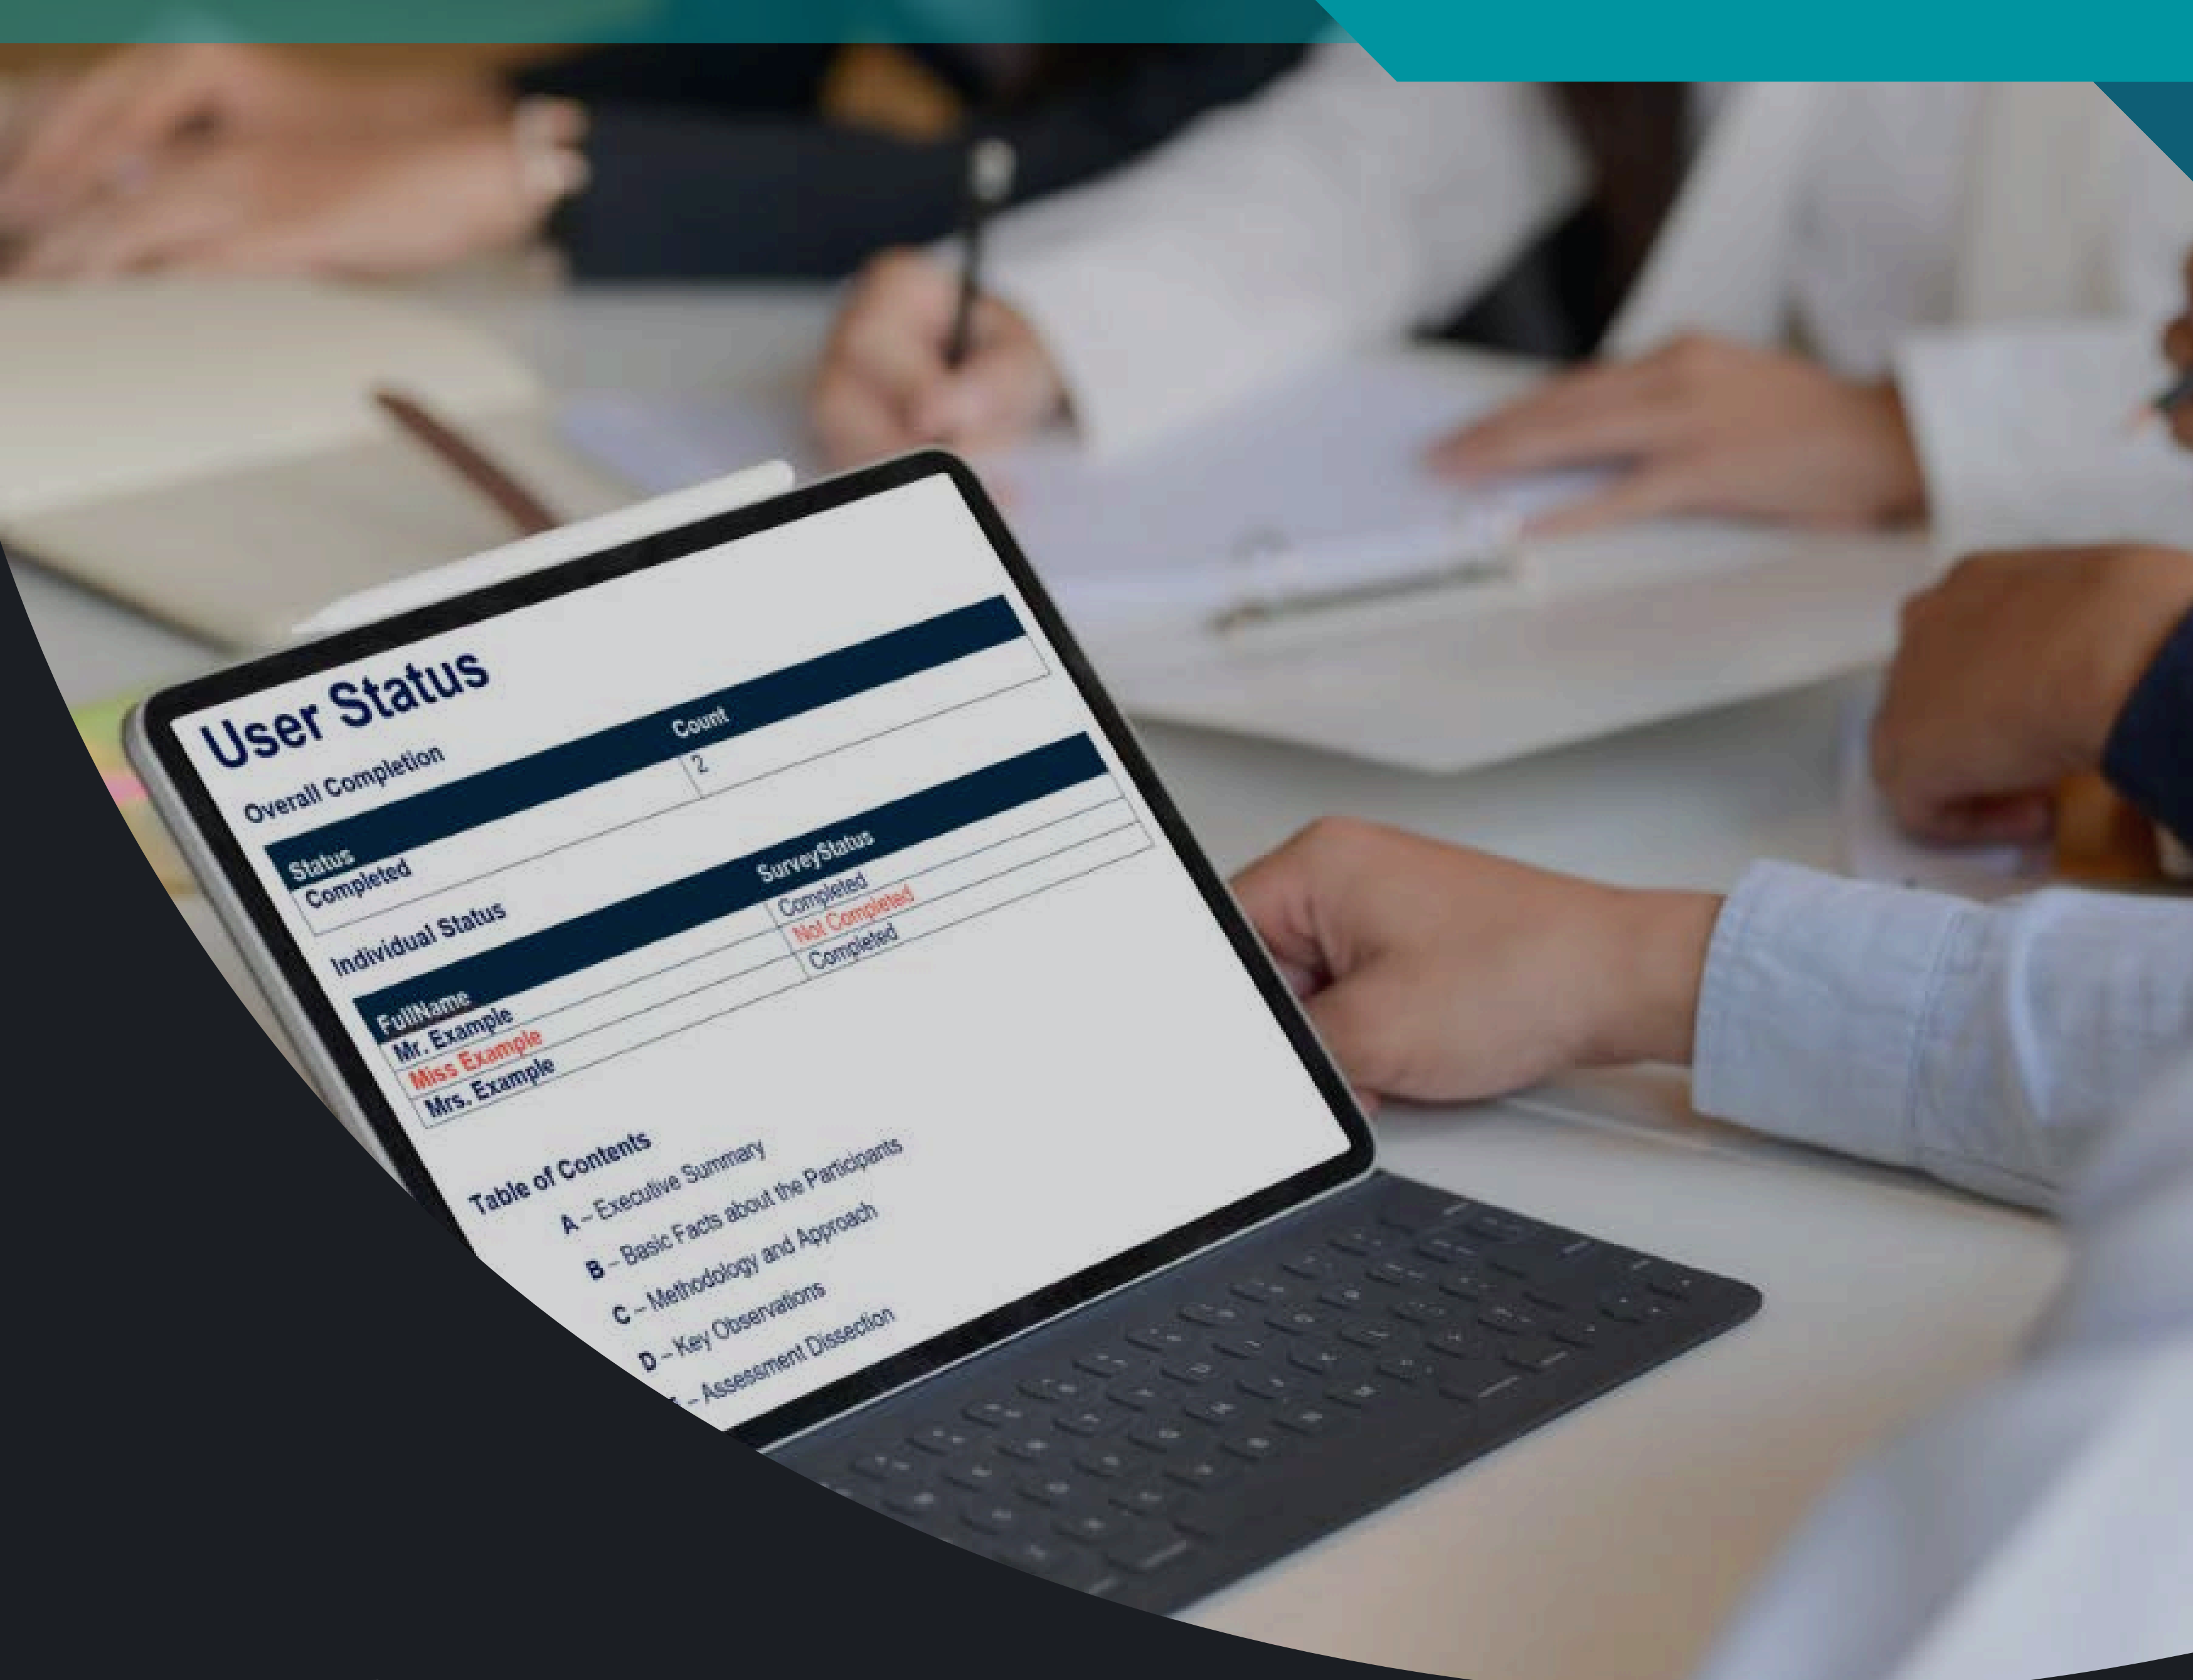 User Status
Overall Completion
Status Count
Completed 2
Individual Status
FullName SurveyStatus
Mr. Example Completed
Miss Example Not Completed
Mrs. Example Completed
Table of Contents
A – Executive Summary
B – Basic Facts about the Participants
C – Methodology and Approach
D – Key Observations
– Assessment Dissection